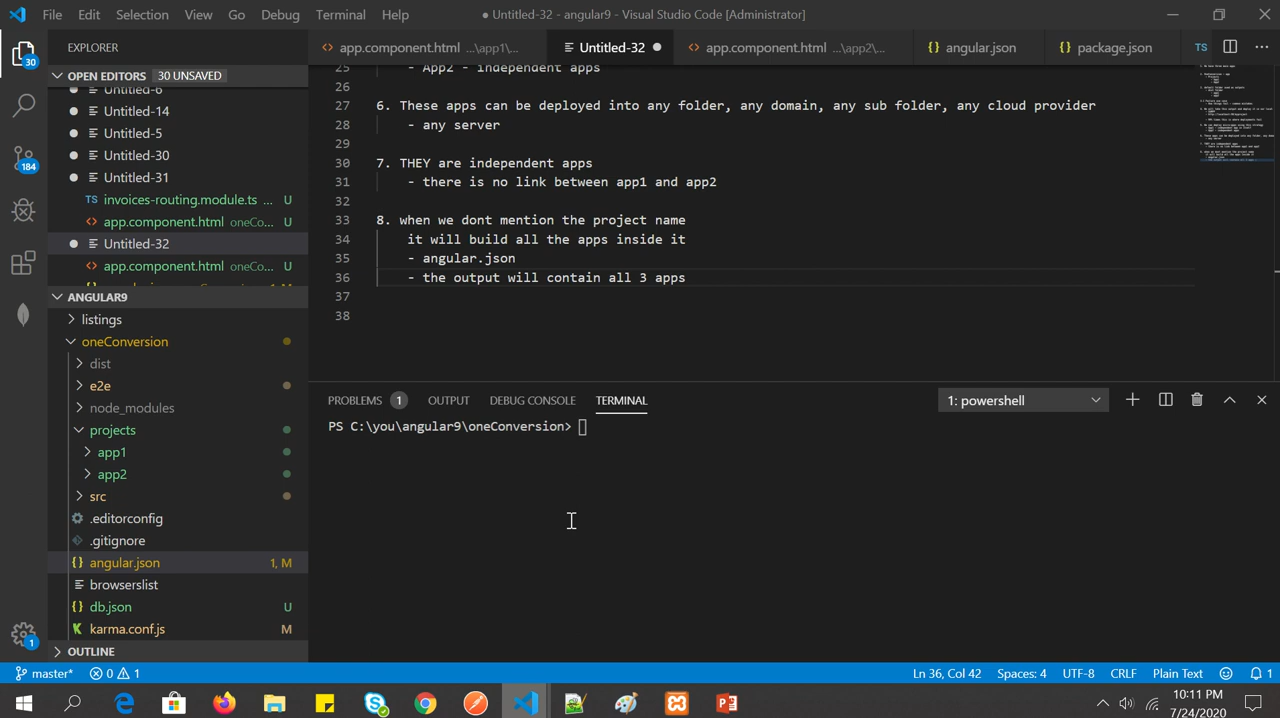 File Edit Selection View Go Debug Terminal Help
● Untitled-32 - angular9 - Visual Studio Code [Administrator]
30
184
1
EXPLORER
OPEN EDITORS 30 UNSAVED
Untitled-6
Untitled-14
Untitled-5
Untitled-30
Untitled-31
TS invoices-routing.module.ts ... U
<> app.component.html oneCo... U
Untitled-32
<> app.component.html oneCo... U
ANGULAR9
listings
oneConversion
dist
e2e
node_modules
projects
app1
app2
src
.editorconfig
.gitignore
{} angular.json 1, M
browserslist
{} db.json U
karma.conf.js M
OUTLINE
<> app.component.html ...\app1\...
Untitled-32
<> app.component.html ...\app2\...
{} angular.json
{} package.json
TS
25 - App2 - independent apps
26
27 6. These apps can be deployed into any folder, any domain, any sub folder, any cloud provider
28 - any server
29
30 7. THEY are independent apps
31 - there is no link between app1 and app2
32
33 8. when we dont mention the project name
34 it will build all the apps inside it
35 - angular.json
36 - the output will contain all 3 apps
37
38
PROBLEMS 1 OUTPUT DEBUG CONSOLE TERMINAL
1: powershell
PS C:\you\angular9\oneConversion>
master* 0 1
Ln 36, Col 42 Spaces: 4 UTF-8 CRLF Plain Text 1
10:11 PM
7/24/2020